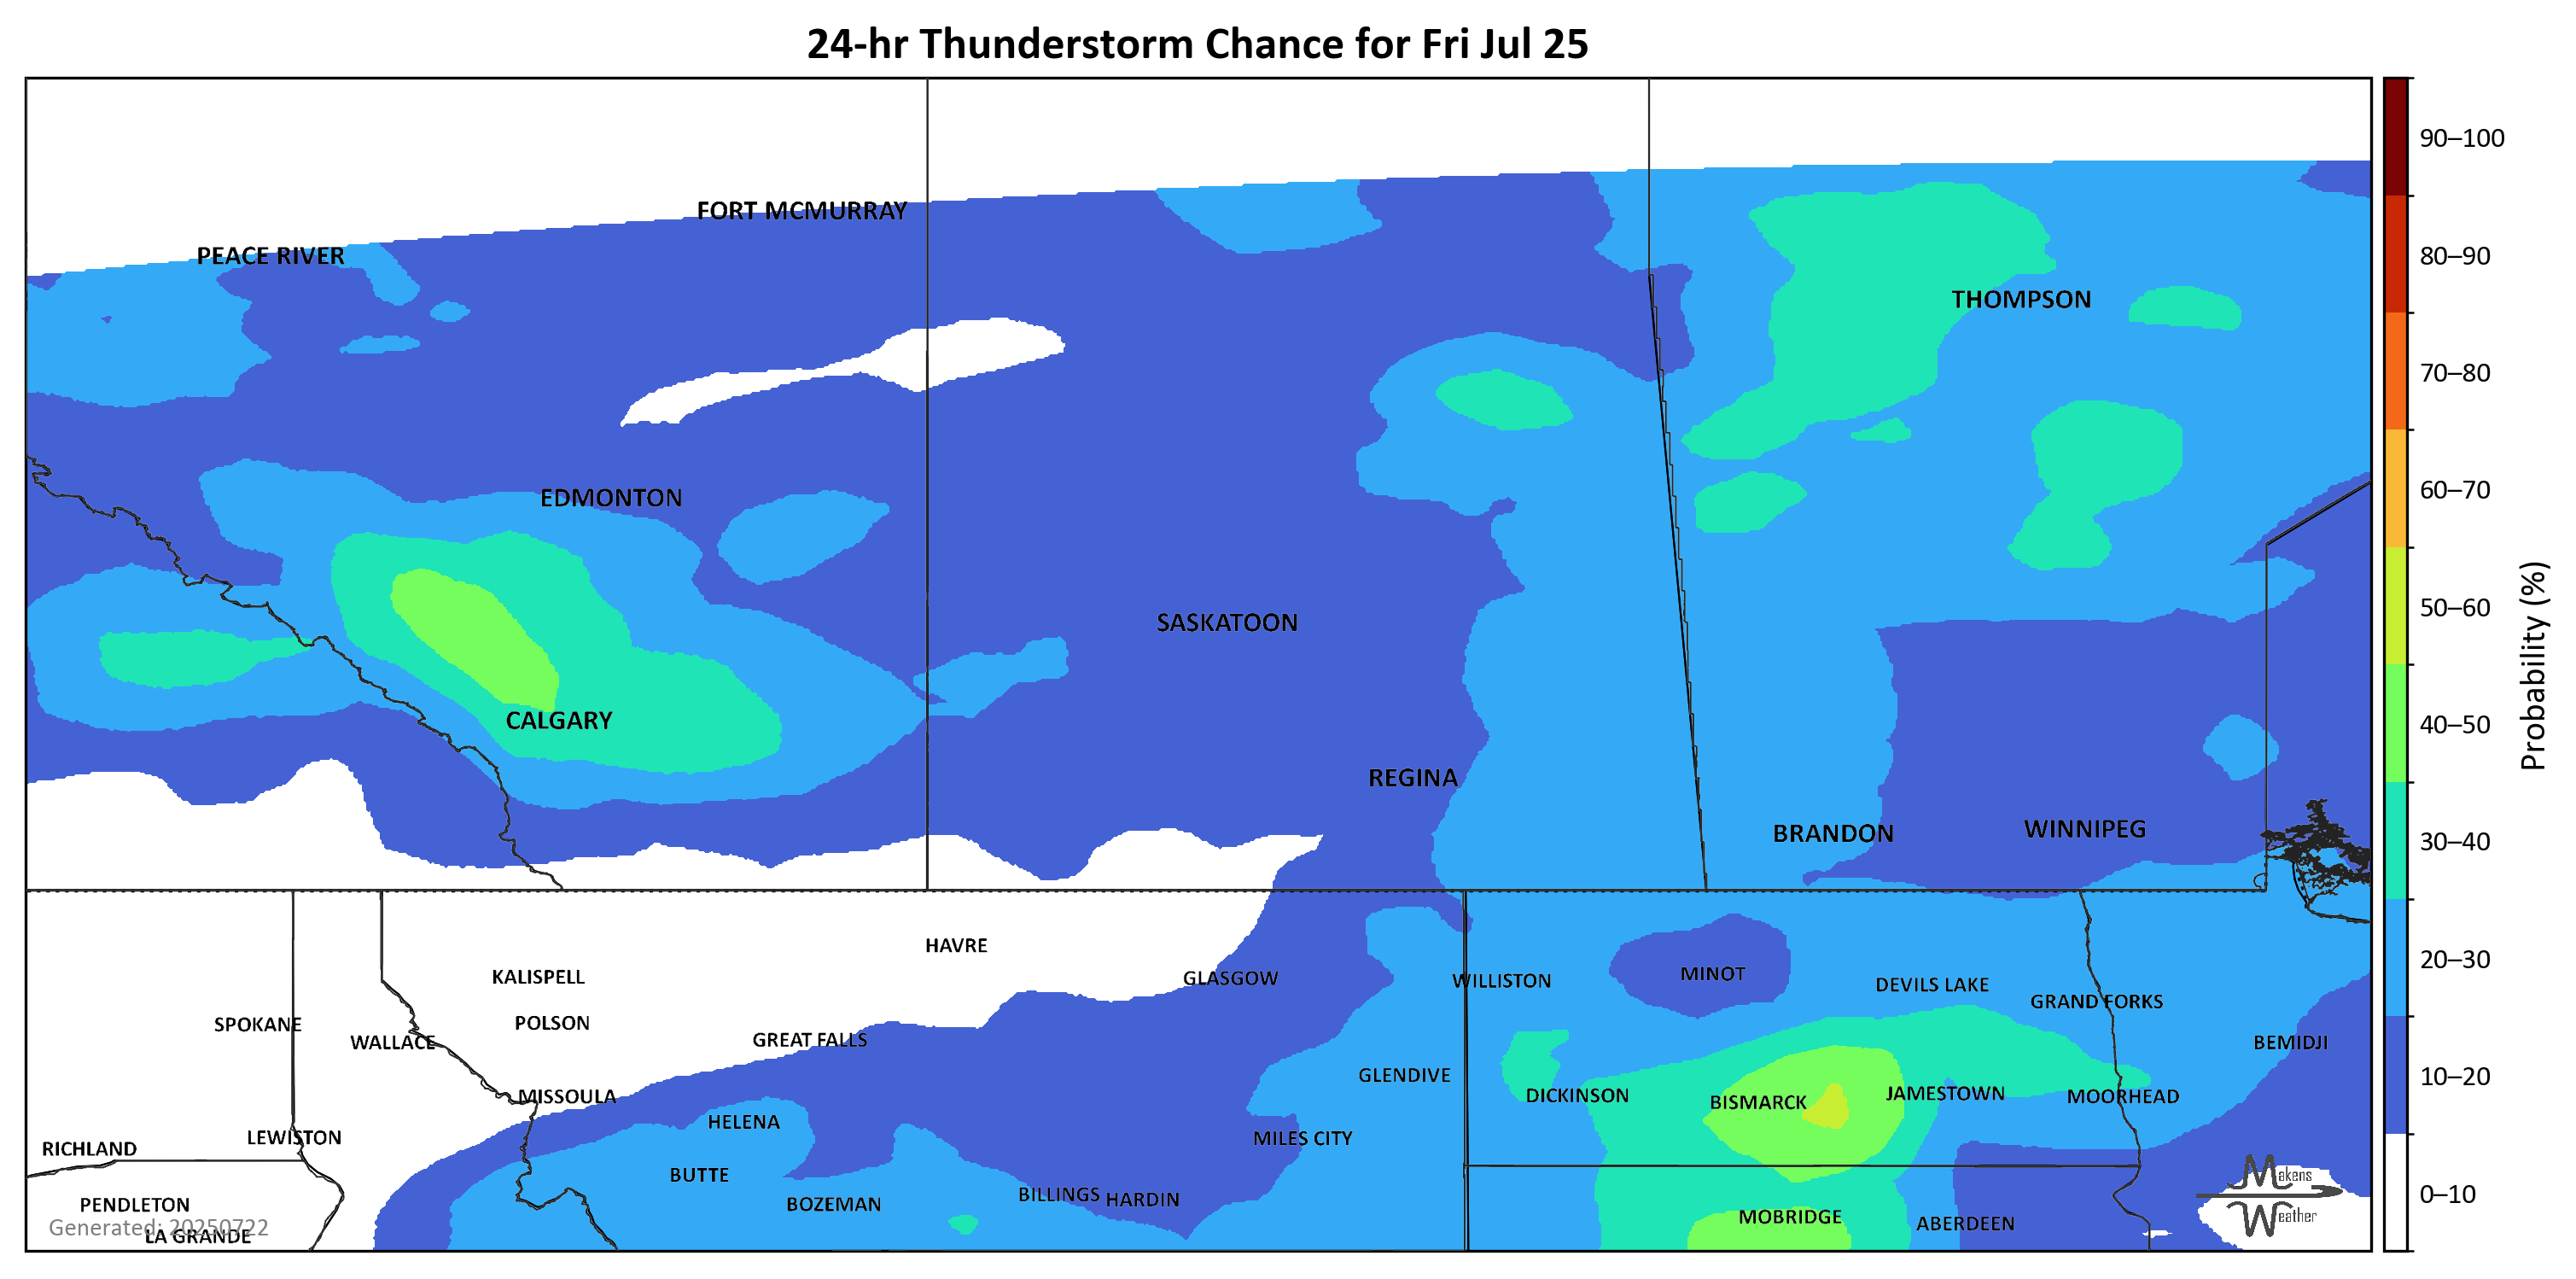 24-hr Thunderstorm Chance for Fri Jul 25
90–100
FORT MCMURRAY
PEACE RIVER
80–90
THOMPSON
70–80
60–70
EDMONTON
50–60
SASKATOON
Probability (%)
CALGARY
40–50
REGINA
BRANDON
WINNIPEG
30–40
HAVRE
20–30
KALISPELL
GLASGOW
WILLISTON
MINOT
DEVILS LAKE
GRAND FORKS
SPOKANE
POLSON
WALLACE
GREAT FALLS
BEMIDJI
GLENDIVE
10–20
MISSOULA
DICKINSON
BISMARCK
JAMESTOWN
MOORHEAD
HELENA
RICHLAND
LEWISTON
MILES CITY
BUTTE
Makens
Weather
PENDLETON
BOZEMAN
BILLINGS
HARDIN
0–10
MOBRIDGE
ABERDEEN
Generated: 20250722
LA GRANDE